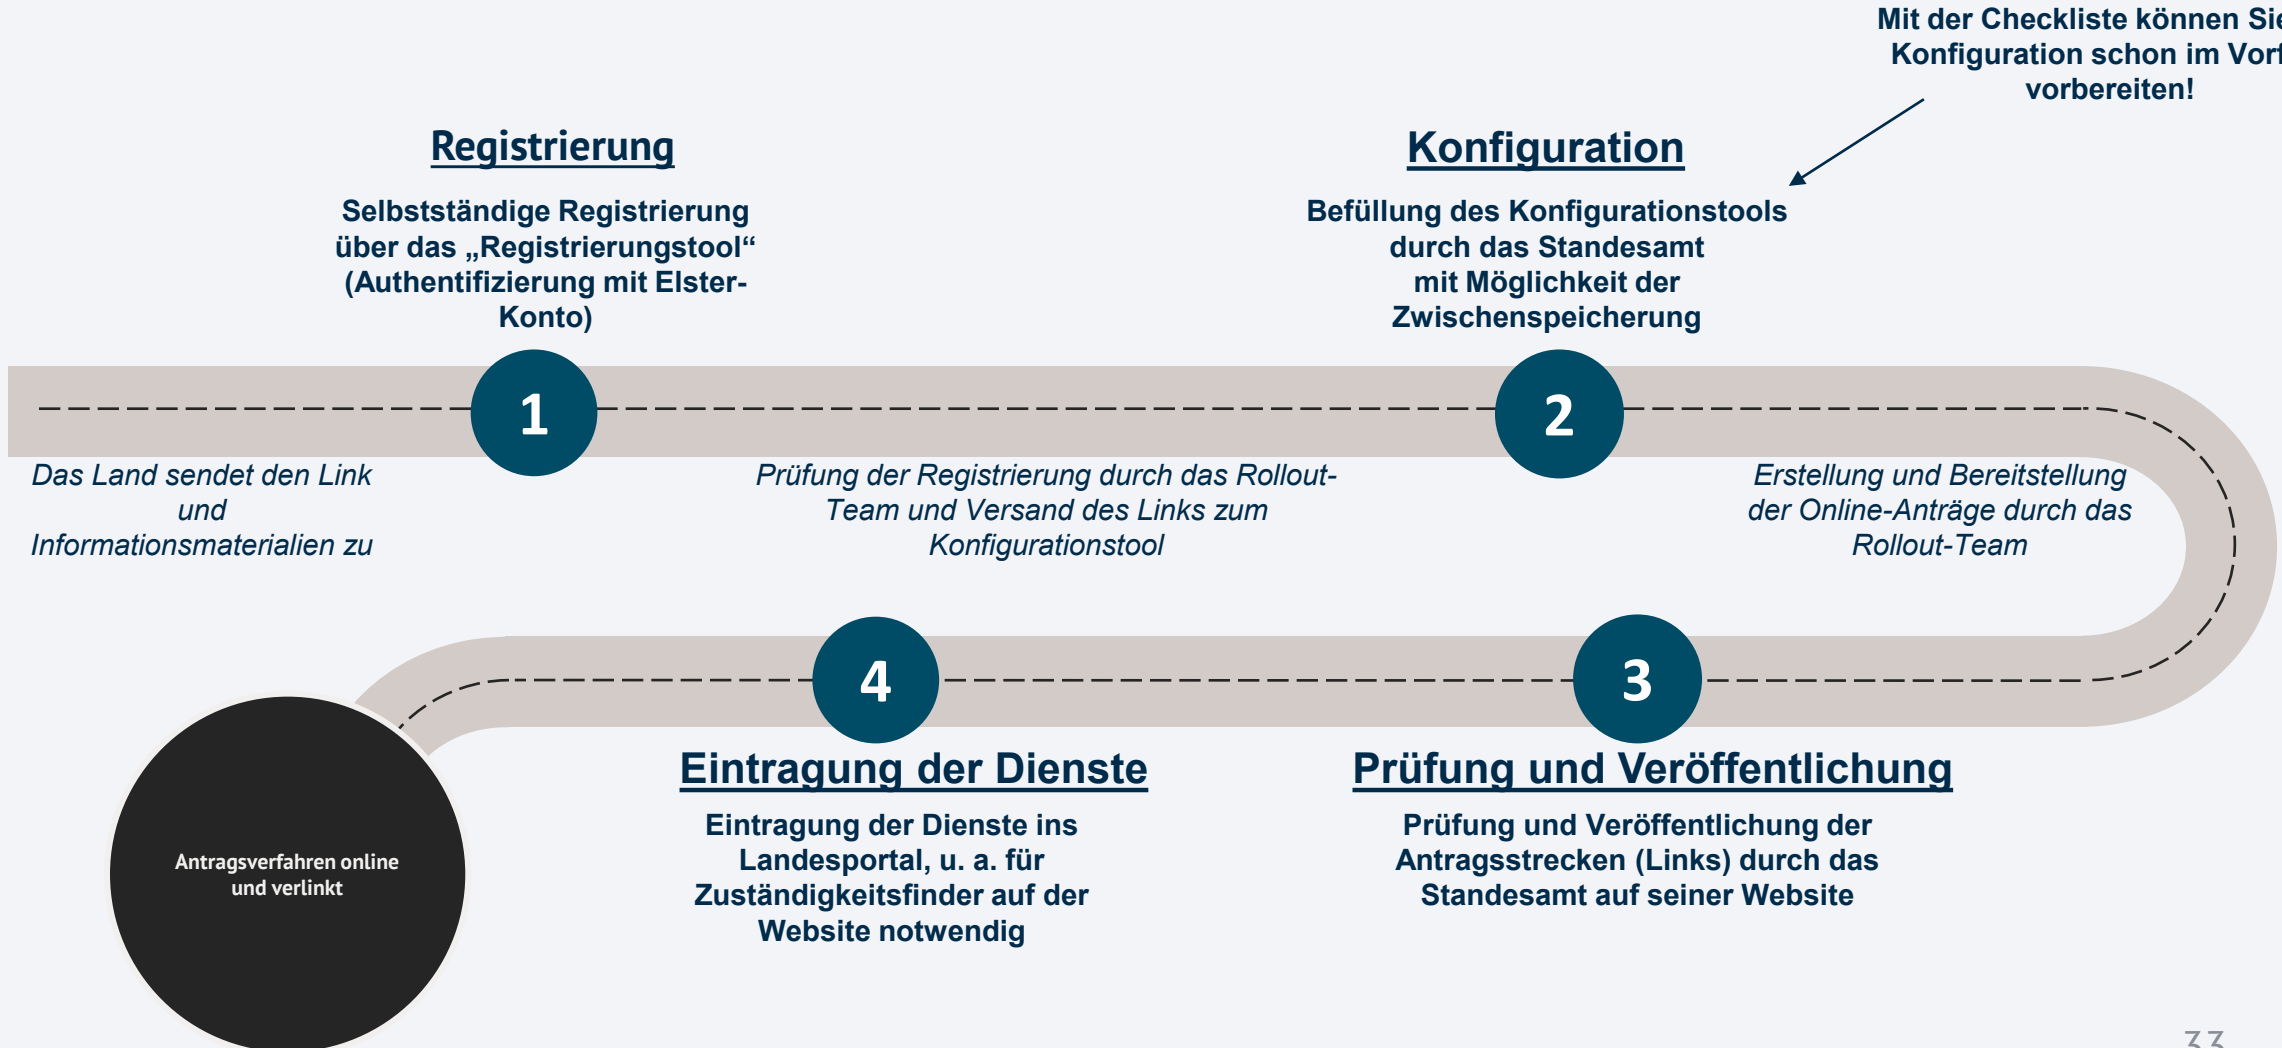 Mit der Checkliste können Sie
Konfiguration schon im Vorf
vorbereiten!
Registrierung
Selbstständige Registrierung
über das „Registrierungstool“
(Authentifizierung mit Elster-
Konto)
Konfiguration
Befüllung des Konfigurationstools
durch das Standesamt
mit Möglichkeit der
Zwischenspeicherung
1
2
Das Land sendet den Link
und
Informationsmaterialien zu
Prüfung der Registrierung durch das Rollout-
Team und Versand des Links zum
Konfigurationstool
Erstellung und Bereitstellung
der Online-Anträge durch das
Rollout-Team
3
Prüfung und Veröffentlichung
Prüfung und Veröffentlichung der
Antragsstrecken (Links) durch das
Standesamt auf seiner Website
4
Eintragung der Dienste
Eintragung der Dienste ins
Landesportal, u. a. für
Zuständigkeitsfinder auf der
Website notwendig
Antragsverfahren online
und verlinkt
33